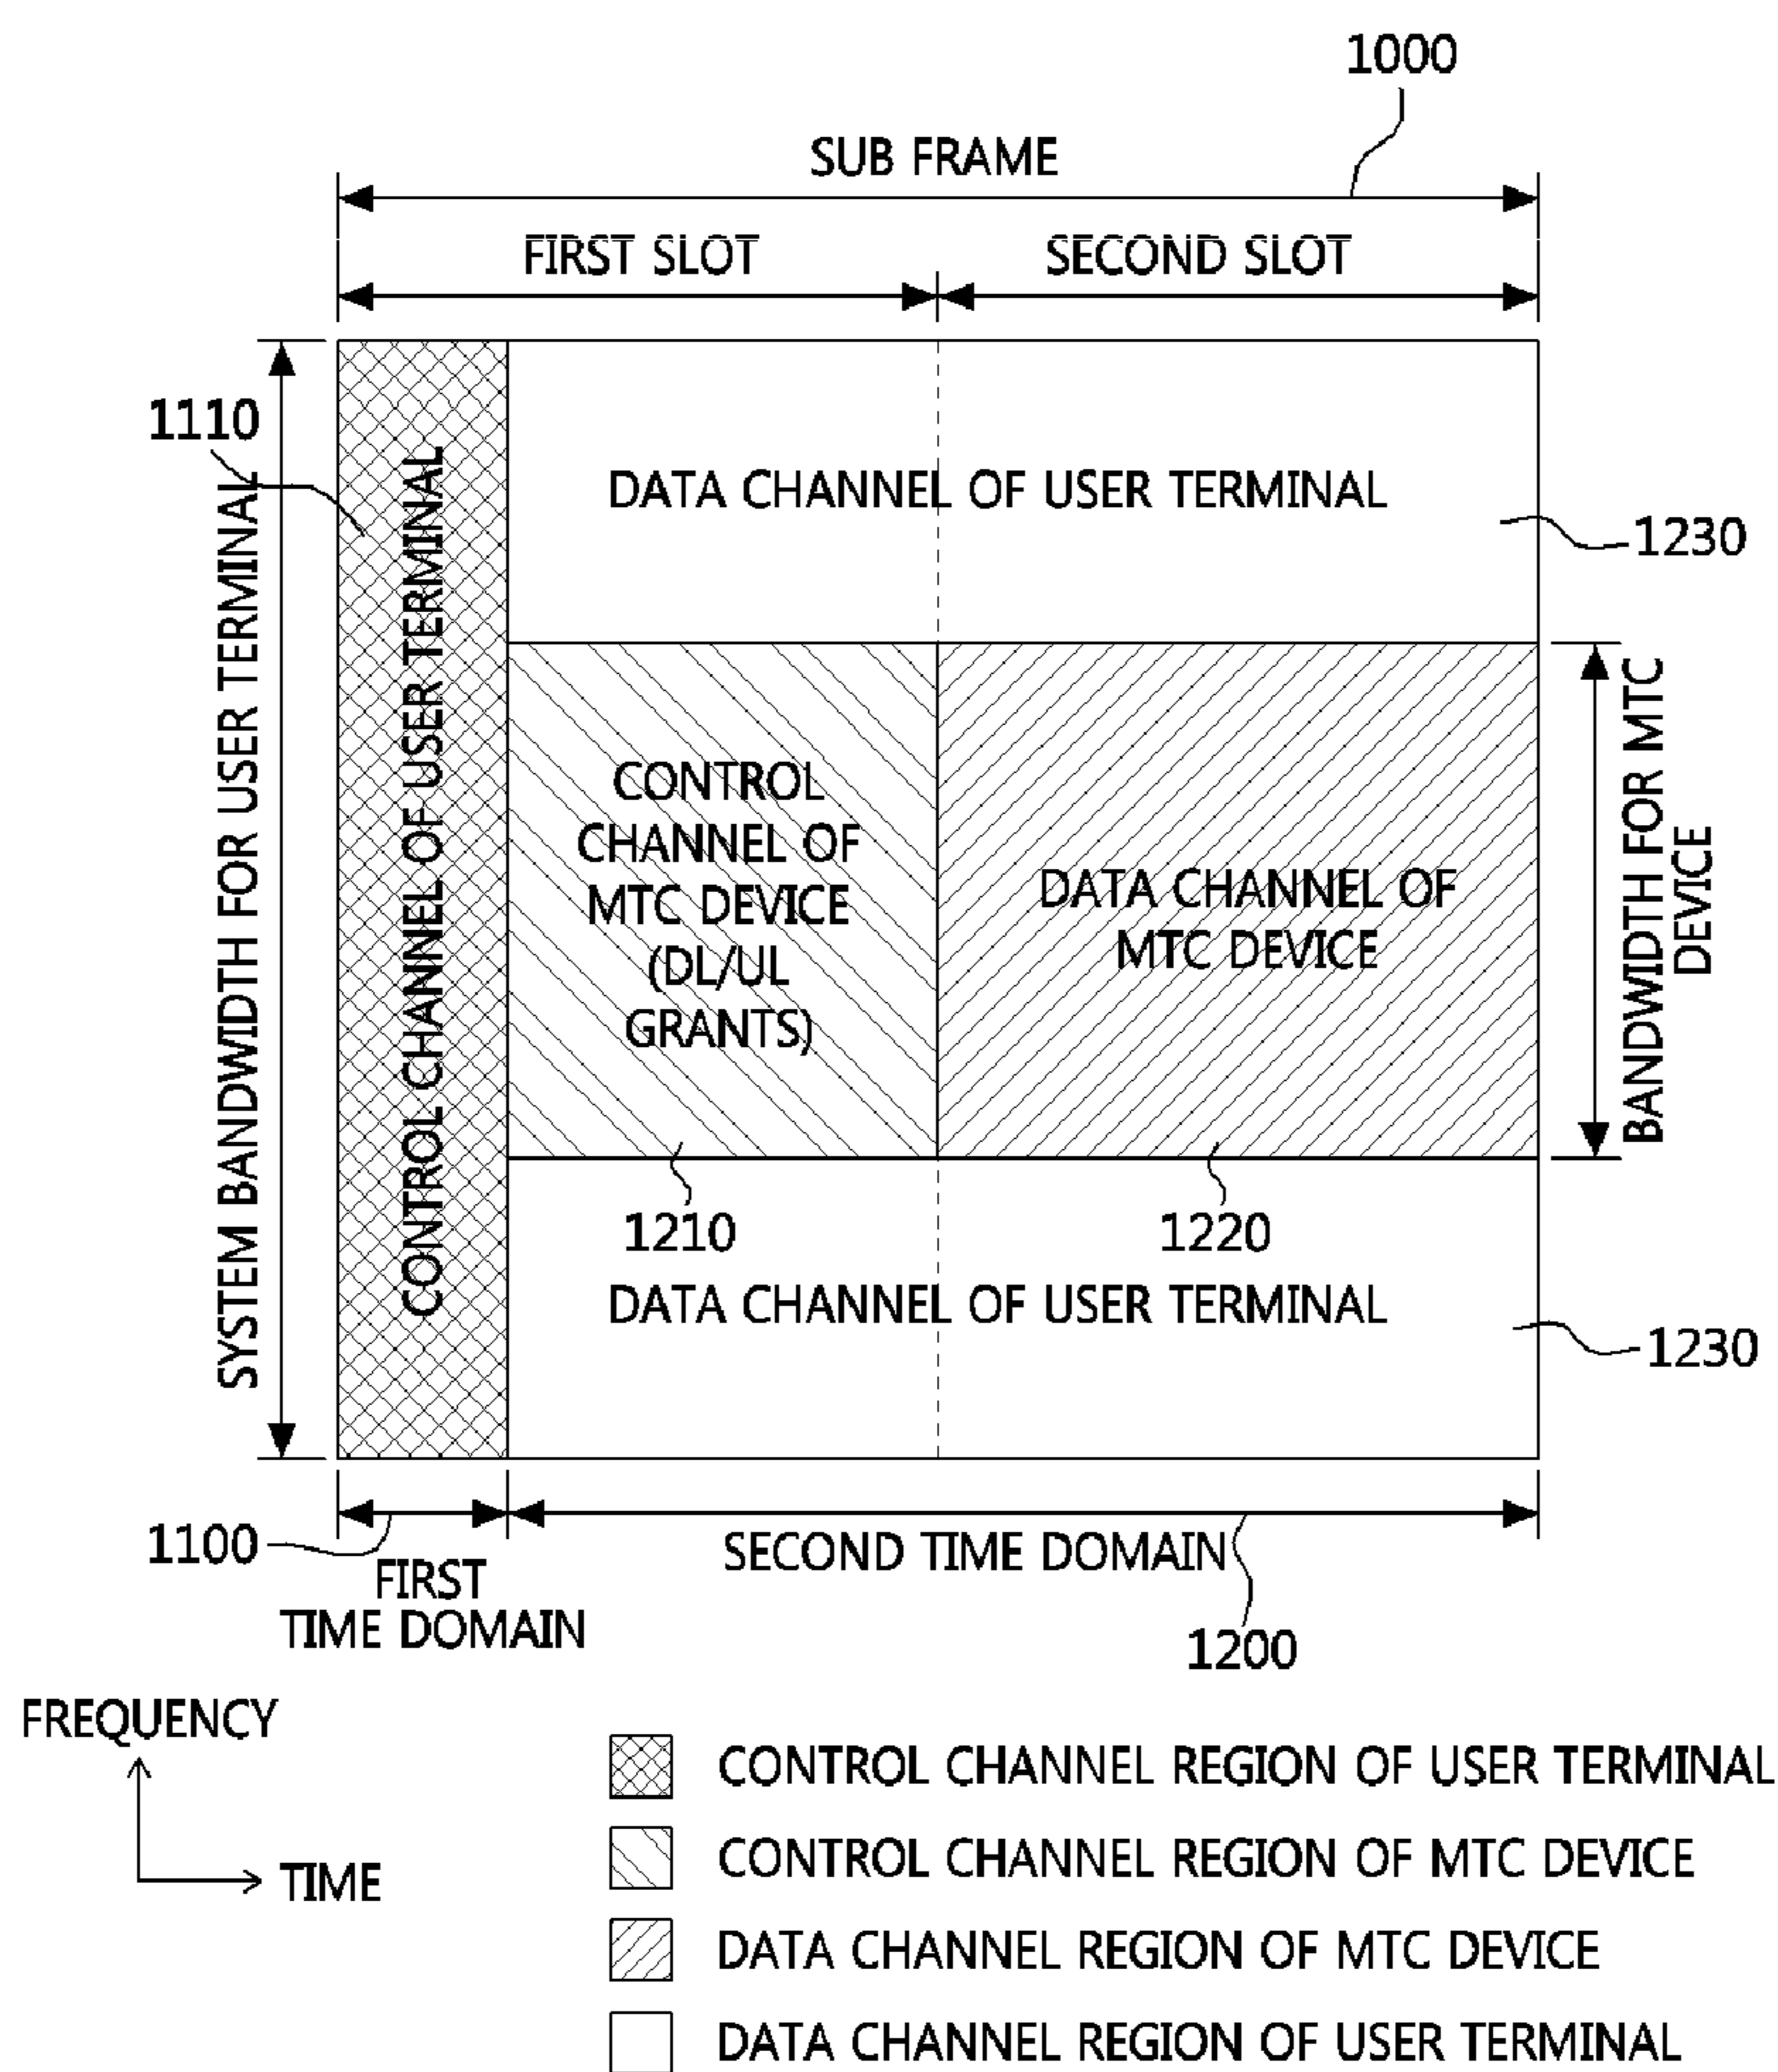 1000
SUB FRAME
FIRST SLOT
SECOND SLOT
1110
SYSTEM BANDWIDTH FOR USER TERMINAL
CONTROL CHANNEL OF USER TERMINAL
DATA CHANNEL OF USER TERMINAL
1230
CONTROL
CHANNEL OF
MTC DEVICE
(DL/UL
GRANTS)
DATA CHANNEL OF
MTC DEVICE
BANDWIDTH FOR MTC
DEVICE
1210
1220
DATA CHANNEL OF USER TERMINAL
1230
1100
FIRST
TIME DOMAIN
SECOND TIME DOMAIN
1200
FREQUENCY
TIME
CONTROL CHANNEL REGION OF USER TERMINAL
CONTROL CHANNEL REGION OF MTC DEVICE
DATA CHANNEL REGION OF MTC DEVICE
DATA CHANNEL REGION OF USER TERMINAL